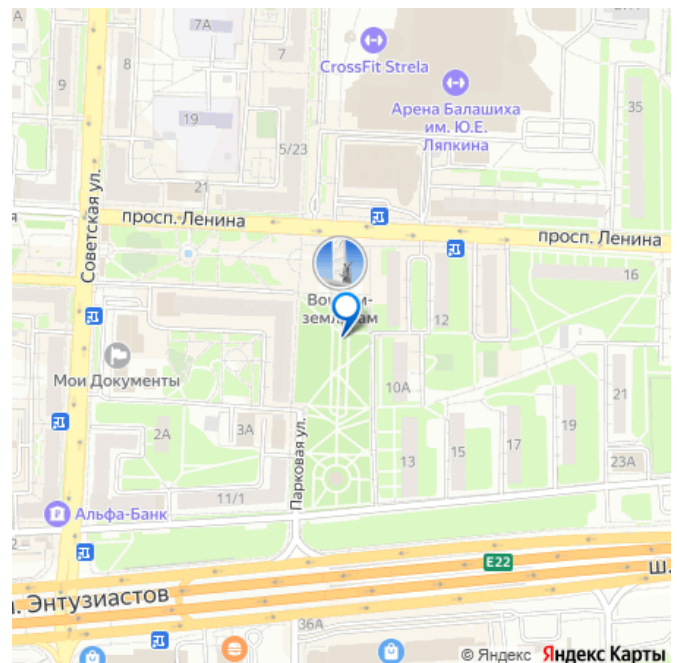 А
7А
8
7
9
CrossFit Strela
Арена Балашиха
им. Ю.Е.
Ляпкина
35
19
5/23
21
Советская ул.
просп. Ленина
просп. Ленина
я
16
12
Мои Документы
10А
21
2А
3А
19
15
17
13
23А
Парковая ул.
11/1
Альфа-Банк
2
E22
Ш.
. Энтузиастов
36А
© Яндекс Яндекс Карты